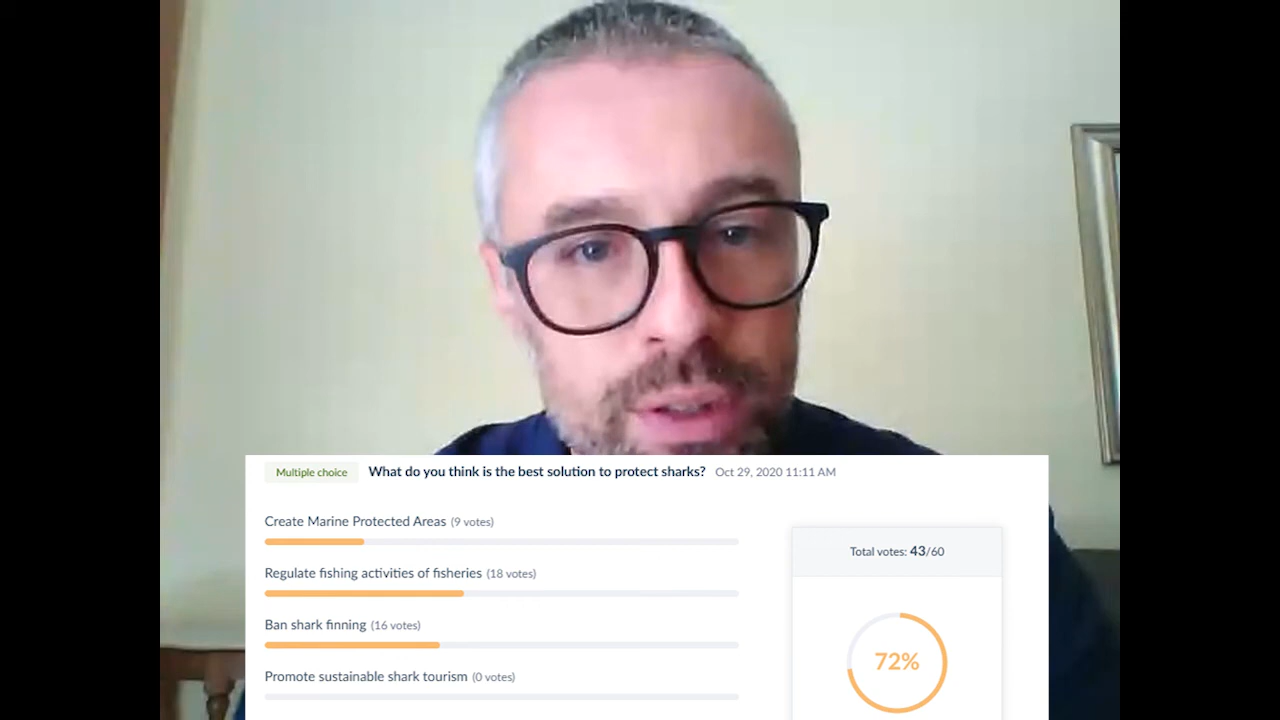 Multiple choice What do you think is the best solution to protect sharks? Oct 29, 2020 11:11 AM
Create Marine Protected Areas (9 votes)
Total votes: 43/60
Regulate fishing activities of fisheries (18 votes)
Ban shark finning (16 votes)
72%
Promote sustainable shark tourism (0 votes)